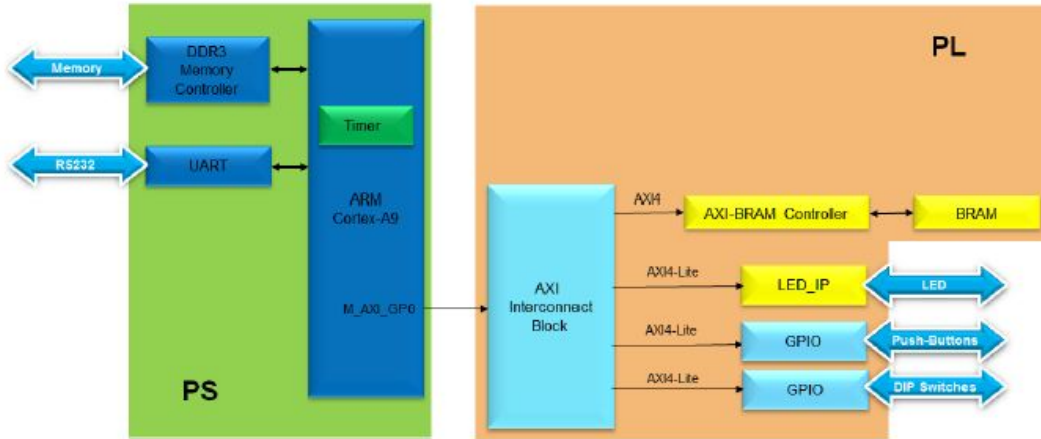 DDR3
Memory
Controller
Memory
Timer
RS232
UART
ARM
Cortex-A9
M_AXI_GP0
PS
PL
AXI
Interconnect
Block
AXI4
AXI-BRAM Controller
BRAM
AXI4-Lite
LED_IP
LED
AXI4-Lite
GPIO
Push-Buttons
AXI4-Lite
GPIO
DIP Switches